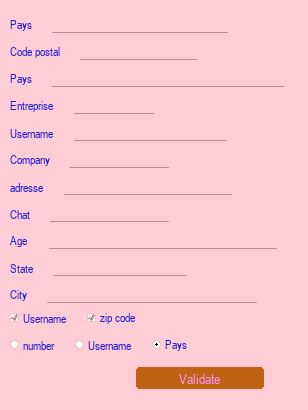 Pays
Code postal
Pays
Entreprise
Username
Company
adresse
Chat
Age
State
City
Username zip code
number Username Pays
Validate